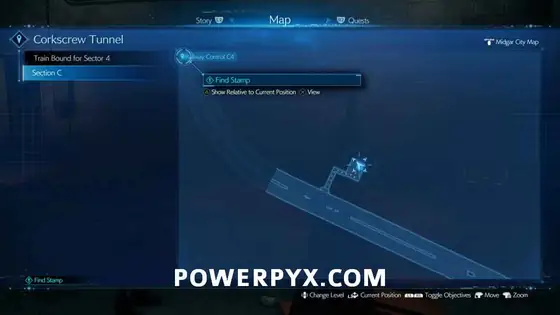 Story Map Quests
Corkscrew Tunnel
Midgar City Map
Train Bound for Sector 4
Section C
Railway Control C4
Find Stamp
Show Relative to Current Position View
POWERPYX.COM
Find Stamp
Change Level Current Position Toggle Objectives Move Zoom